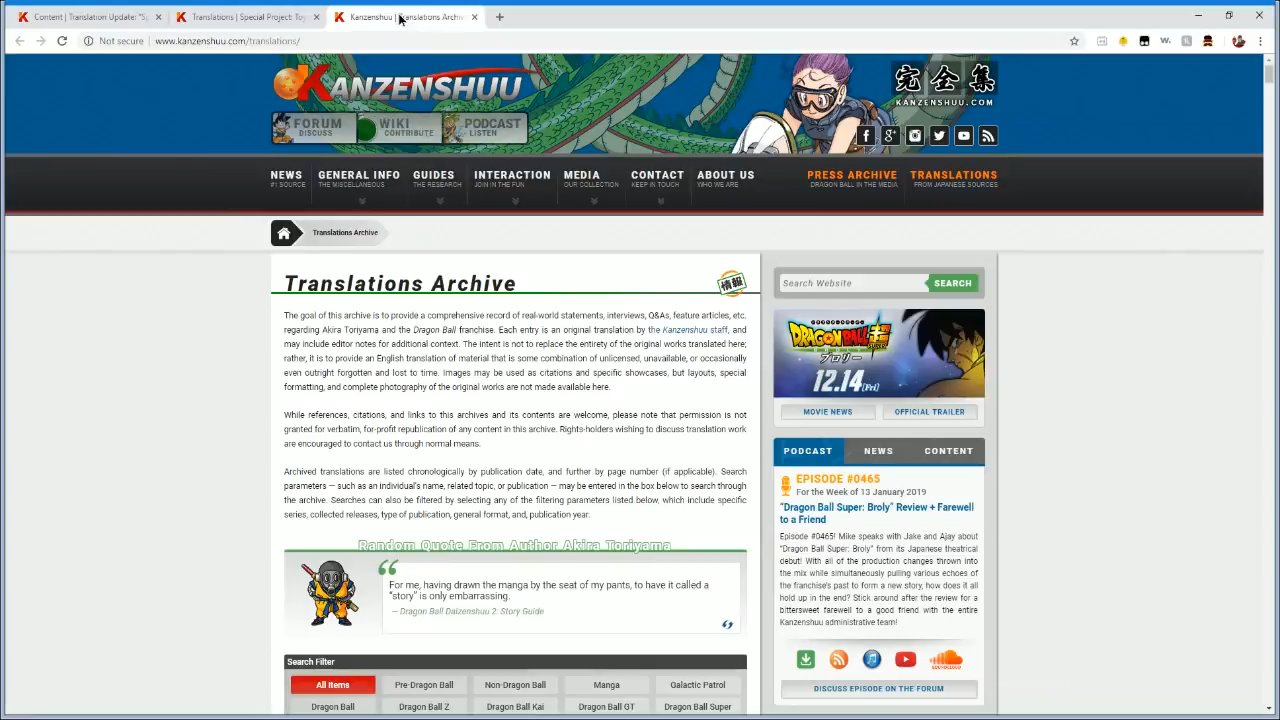 Content | Translation Update: "Sp
Translations | Special Project: Toy
Kanzenshuu | Translations Archiv
Not secure
www.kanzenshuu.com/translations/
KANZENSHUU
完全集
KANZENSHUU.COM
FORUM
DISCUSS
WIKI
CONTRIBUTE
PODCAST
LISTEN
NEWS
#1 SOURCE
GENERAL INFO
THE MISCELLANEOUS
GUIDES
THE RESEARCH
INTERACTION
JOIN IN THE FUN
MEDIA
OUR COLLECTION
CONTACT
KEEP IN TOUCH
ABOUT US
WHO WE ARE
PRESS ARCHIVE
DRAGON BALL IN THE MEDIA
TRANSLATIONS
FROM JAPANESE SOURCES
Translations Archive
Translations Archive
情報
The goal of this archive is to provide a comprehensive record of real-world statements, interviews, Q&As, feature articles, etc.
regarding Akira Toriyama and the Dragon Ball franchise. Each entry is an original translation by the Kanzenshuu staff, and
may include editor notes for additional context. The intent is not to replace the entirety of the original works translated here;
rather, it is to provide an English translation of material that is some combination of unlicensed, unavailable, or occasionally
even outright forgotten and lost to time. Images may be used as citations and specific showcases, but layouts, special
formatting, and complete photography of the original works are not made available here.
While references, citations, and links to this archives and its contents are welcome, please note that permission is not
granted for verbatim, for-profit republication of any content in this archive. Rights-holders wishing to discuss translation work
are encouraged to contact us through normal means.
Archived translations are listed chronologically by publication date, and further by page number (if applicable). Search
parameters — such as an individual's name, related topic, or publication — may be entered in the box below to search through
the archive. Searches can also be filtered by selecting any of the filtering parameters listed below, which include specific
series, collected releases, type of publication, general format, and, publication year.
Random Quote From Author Akira Toriyama
For me, having drawn the manga by the seat of my pants, to have it called a
"story" is only embarrassing.
— Dragon Ball Daizenshuu 2: Story Guide
Search Filter
All Items
Pre-Dragon Ball
Non-Dragon Ball
Manga
Galactic Patrol
Dragon Ball
Dragon Ball Z
Dragon Ball Kai
Dragon Ball GT
Dragon Ball Super
Search Website
SEARCH
DRAGON BALL超
ブロリー
12.14[Fri]
MOVIE NEWS
OFFICIAL TRAILER
PODCAST
NEWS
CONTENT
EPISODE #0465
For the Week of 13 January 2019
"Dragon Ball Super: Broly" Review + Farewell
to a Friend
Episode #0465! Mike speaks with Jake and Ajay about
"Dragon Ball Super: Broly" from its Japanese theatrical
debut! With all of the production changes thrown into
the mix while simultaneously pulling various echoes of
the franchise's past to form a new story, how does it all
hold up in the end? Stick around after the review for a
bittersweet farewell to a good friend with the entire
Kanzenshuu administrative team!
SOUNDCLOUD
DISCUSS EPISODE ON THE FORUM